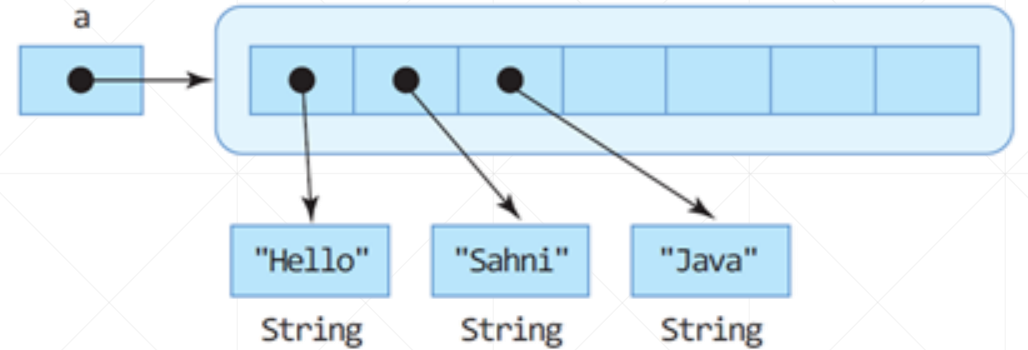 a
"Hello" "Sahni" "Java"
String String String